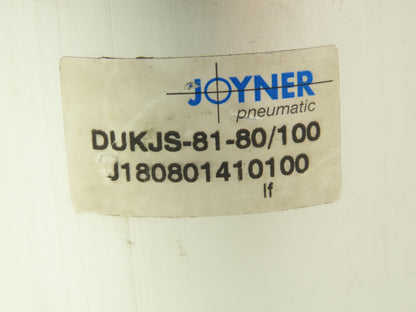 JOYNER
pneumatic
DUKJS-81-80/100
J180801410100
lf